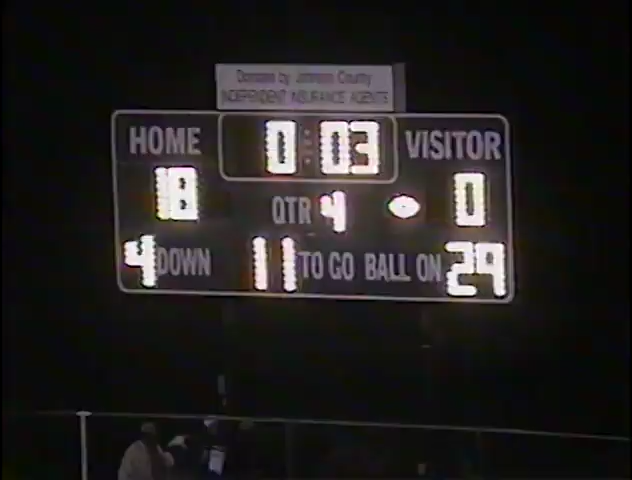 Donated by Johnson County
INDEPENDENT INSURANCE AGENTS
HOME 0:03 VISITOR
18 QTR 4 0
4 DOWN 11 TO GO BALL ON 29